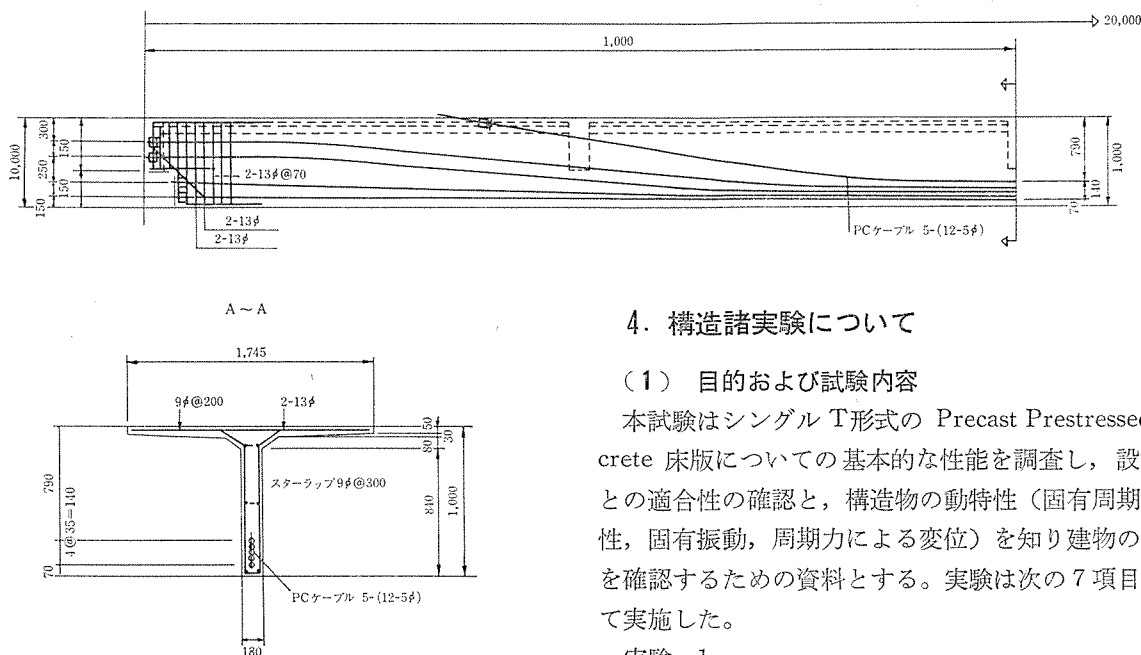 20,000
1,000
10,000
300
150
250
150
150
2-13φ@70
2-13φ
2-13φ
790
1,000
140
70
PCケーブル 5-(12-5φ)
A~A
1,745
9φ@200
2-13φ
50
30
80
スターラップ9φ@300
790
4@35=140
70
840
1,000
PCケーブル 5-(12-5φ)
180
4. 構造諸実験について
(1) 目的および試験内容
本試験はシングル T形式の Precast Prestressed
crete 床版についての基本的な性能を調査し,設
との適合性の確認と,構造物の動特性(固有周期
性,固有振動,周期力による変位)を知り建物の
を確認するための資料とする。実験は次の7項目
て実施した。